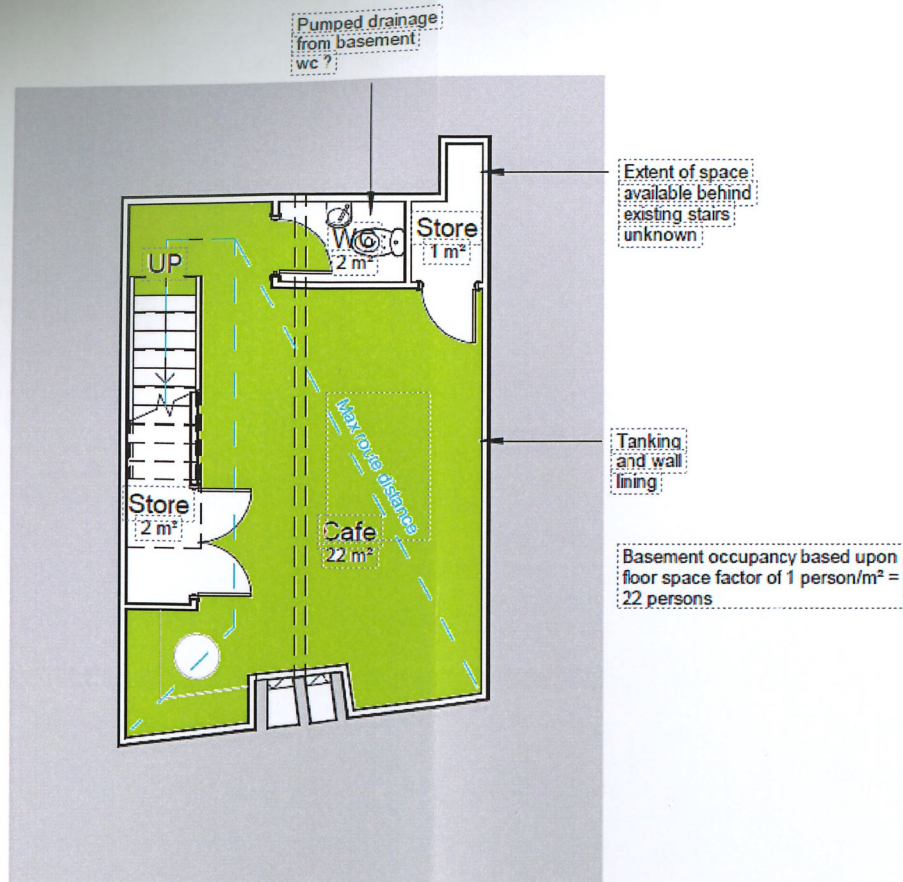 Pumped drainage
from basement
wc ?
Extent of space
available behind
existing stairs
unknown
UP
WC
2 m²
Store
1 m²
Max route distance
Tanking
and wall
lining
Store
2 m²
Cafe
22 m²
Basement occupancy based upon
floor space factor of 1 person/m² =
22 persons